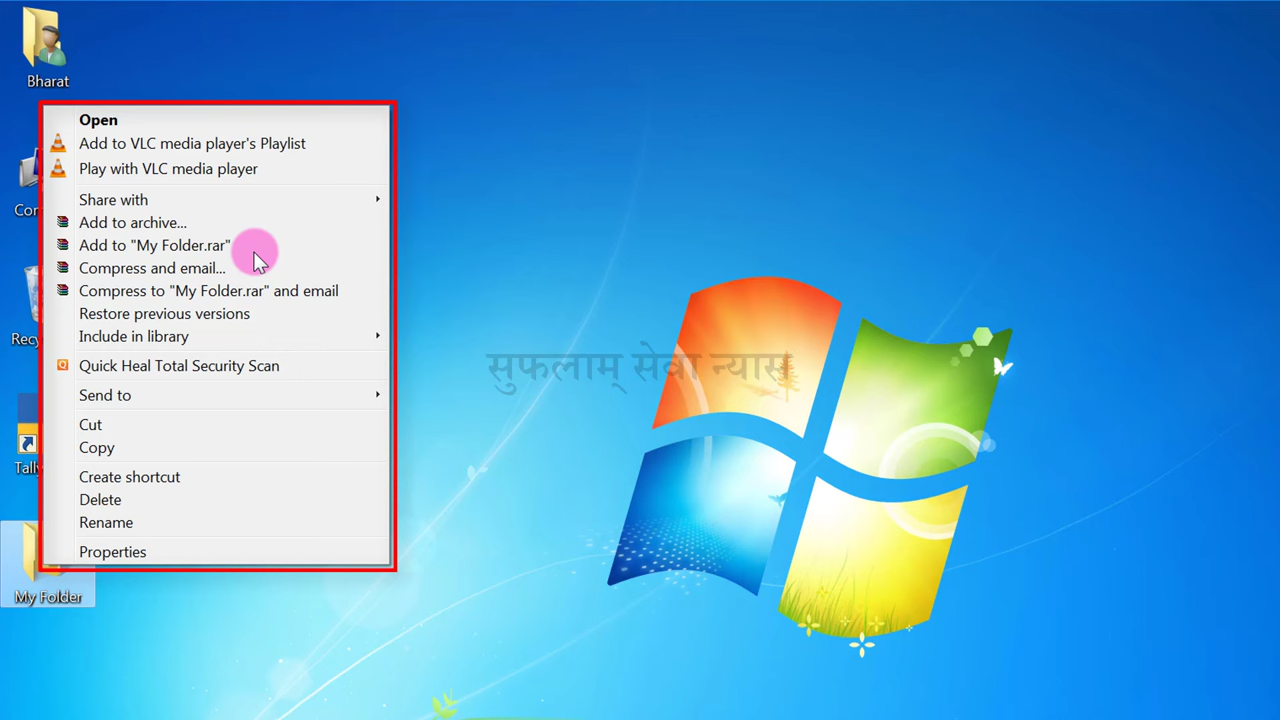 Bharat
Open
Add to VLC media player's Playlist
Play with VLC media player
Share with
Add to archive...
Add to "My Folder.rar"
Compress and email...
Compress to "My Folder.rar" and email
Restore previous versions
Include in library
Quick Heal Total Security Scan
Send to
Cut
Copy
Create shortcut
Delete
Rename
Properties
Tally
My Folder
सुफलाम् सेवा न्यास